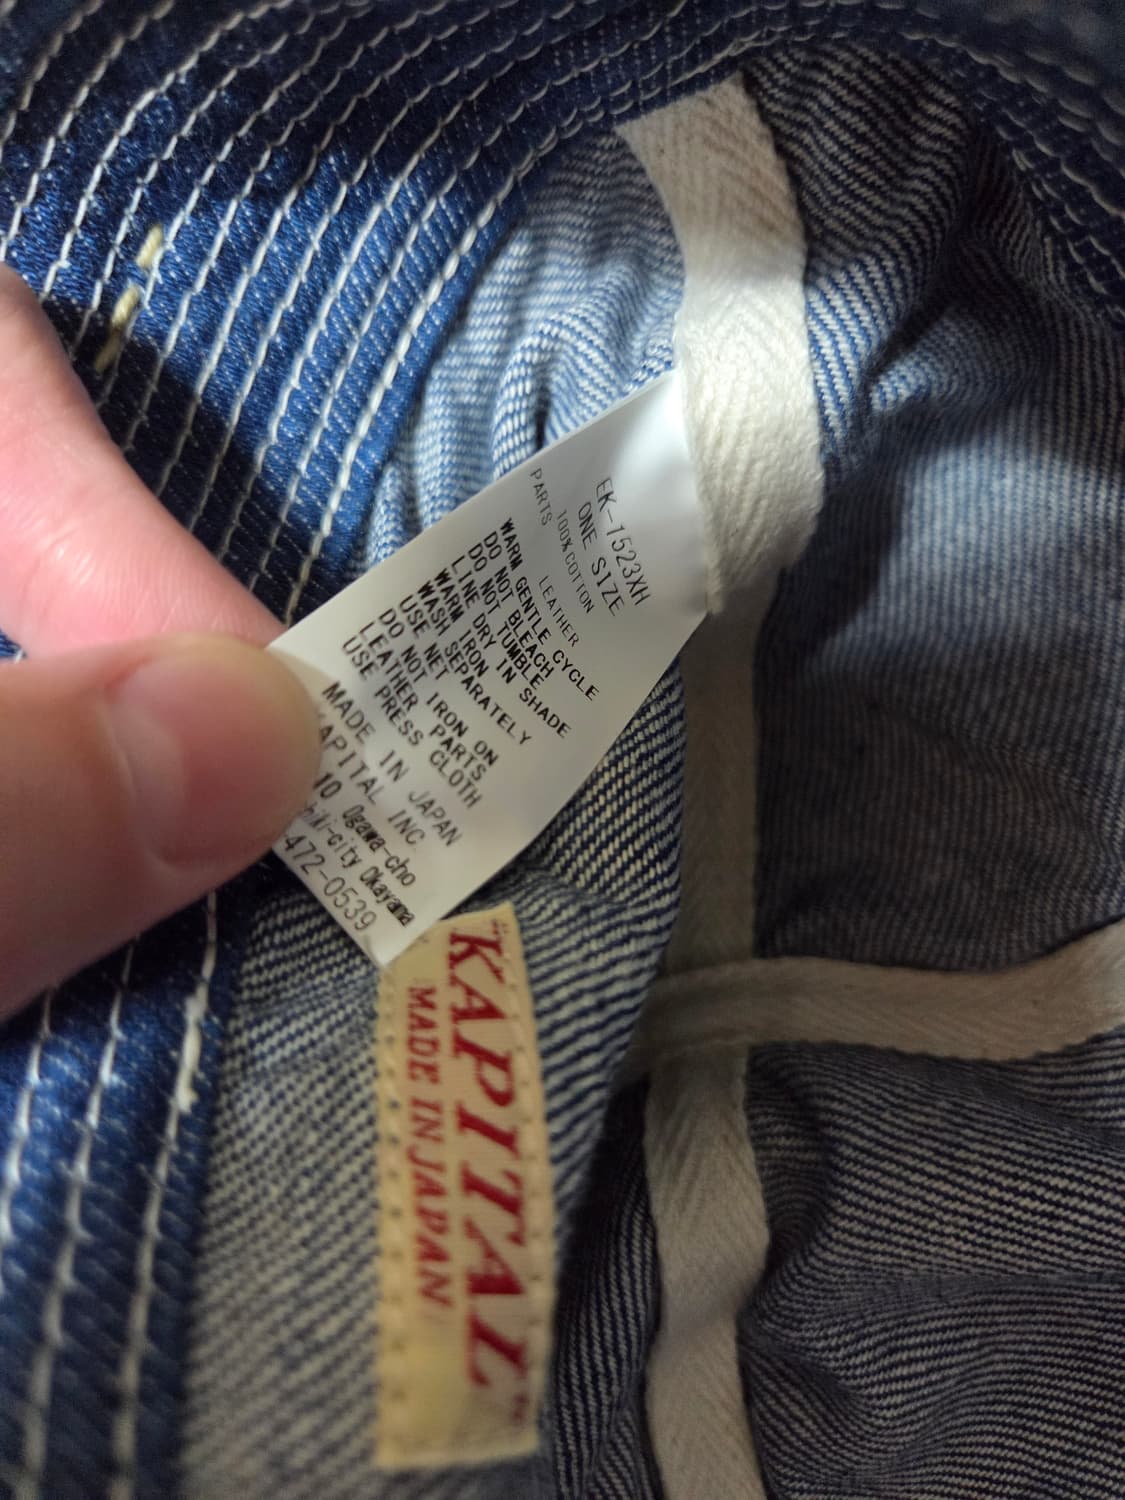 EK-1523XH
ONE SIZE
100%COTTON
PARTS LEATHER
WARM GENTLE CYCLE
DO NOT BLEACH
DO NOT TUMBLE
LINE DRY IN SHADE
WARM IRON
WASH SEPARATELY
USE NET
DO NOT IRON ON
LEATHER PARTS
USE PRESS CLOTH
MADE IN JAPAN
KAPITAL INC.
10 Ogawa-cho
-city Okayama
472-0539
"KAPITAL"
MADE IN JAPAN